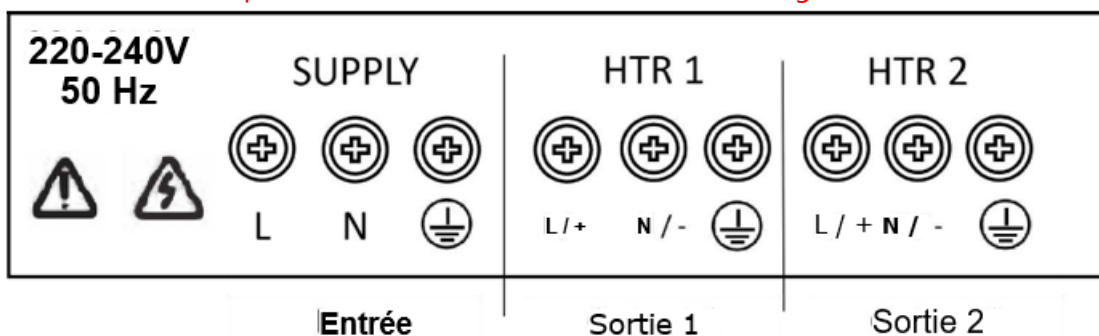 220-240V
50 Hz
SUPPLY
HTR 1
HTR 2
L N
L / + N / -
L / + N / -
Entrée
Sortie 1
Sortie 2